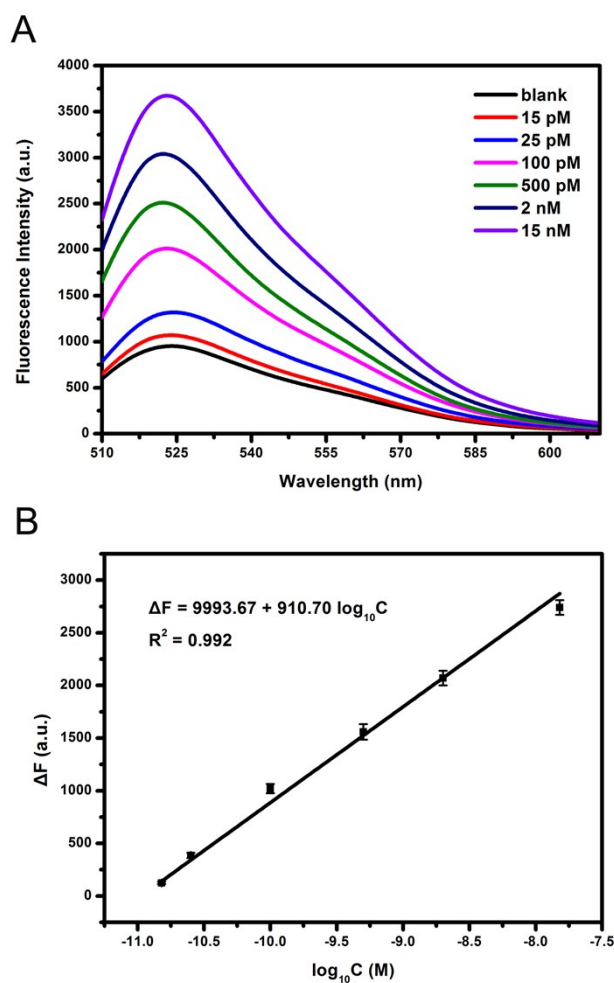 A
4000
3500
3000
2500
2000
1500
1000
500
0
Fluorescence Intensity (a.u.)
blank
15 pM
25 pM
100 pM
500 pM
2 nM
15 nM
510 525 540 555 570 585 600
Wavelength (nm)
B
3000
2500
2000
1500
1000
500
0
ΔF (a.u.)
ΔF = 9993.67 + 910.70 log₁₀C
R² = 0.992
-11.0 -10.5 -10.0 -9.5 -9.0 -8.5 -8.0 -7.5
log₁₀C (M)